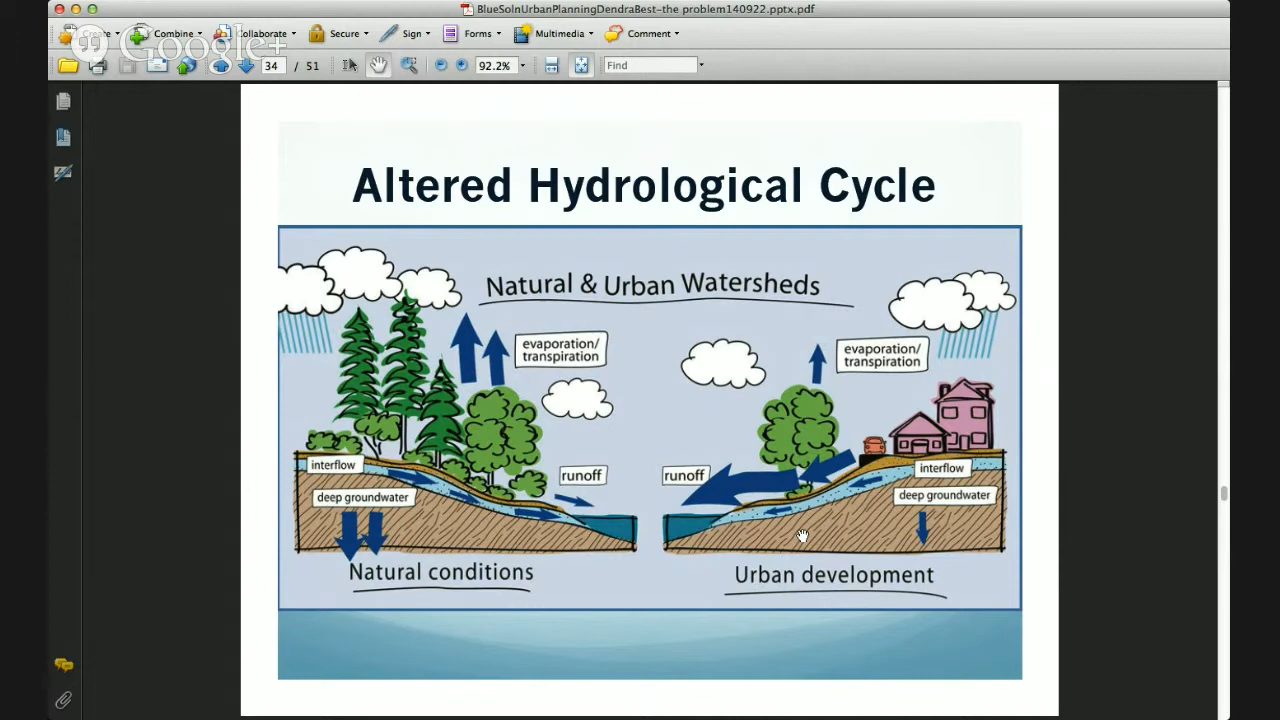 BlueSolnUrbanPlanningDendraBest-the problem140922.pptx.pdf
Create Combine Collaborate Secure Sign Forms Multimedia Comment
Google+
34 / 51 92.2% Find
Altered Hydrological Cycle
Natural & Urban Watersheds
evaporation/
transpiration
evaporation/
transpiration
interflow
runoff
runoff
interflow
deep groundwater
deep groundwater
Natural conditions
Urban development